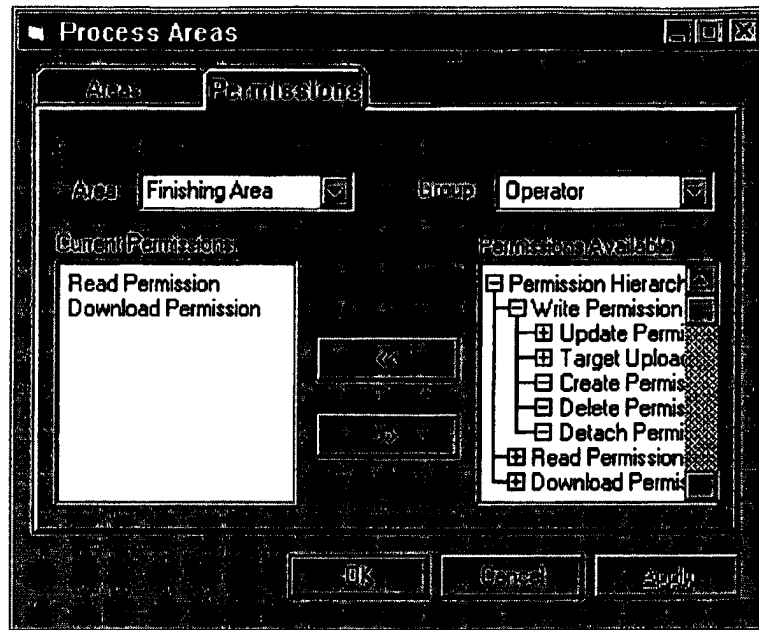 Process Areas
Areas Permissions
Area Finishing Area Group Operator
Current Permissions Permissions Available
Read Permission
Download Permission
Permission Hierarch
Write Permission
Update Permi
Target Upload
Create Permis
Delete Permis
Detach Permi
Read Permission
Download Permis
<<
>>
OK Cancel Apply